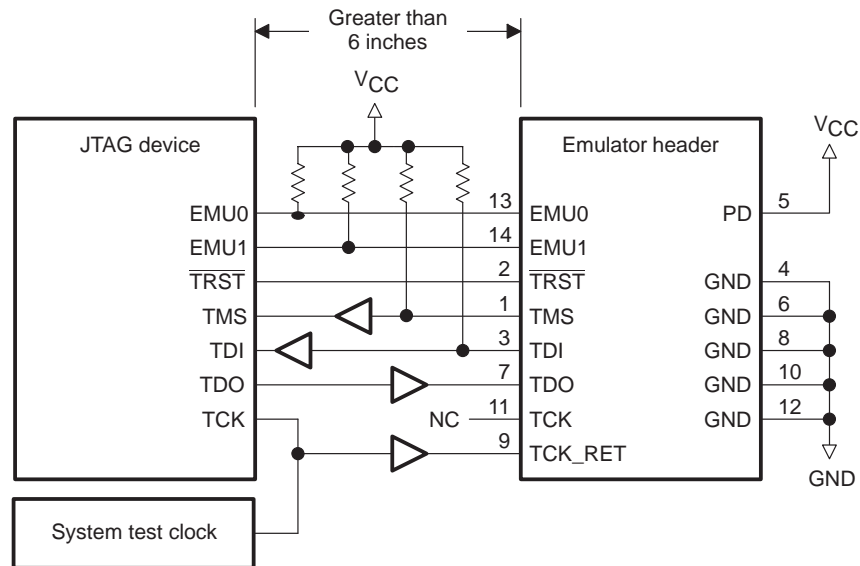 Greater than
6 inches
VCC
JTAG device
Emulator header
VCC
EMU0 13 EMU0 PD 5
EMU1 14 EMU1
TRST 2 TRST GND 4
TMS 1 TMS GND 6
TDI 3 TDI GND 8
TDO 7 TDO GND 10
TCK NC 11 TCK GND 12
9 TCK_RET
GND
System test clock